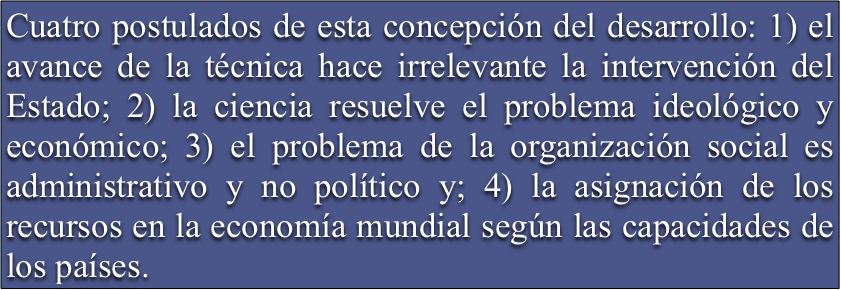 Cuatro postulados de esta concepción del desarrollo: 1) el
avance de la técnica hace irrelevante la intervención del
Estado; 2) la ciencia resuelve el problema ideológico y
económico; 3) el problema de la organización social es
administrativo y no político y; 4) la asignación de los
recursos en la economía mundial según las capacidades de
los países.